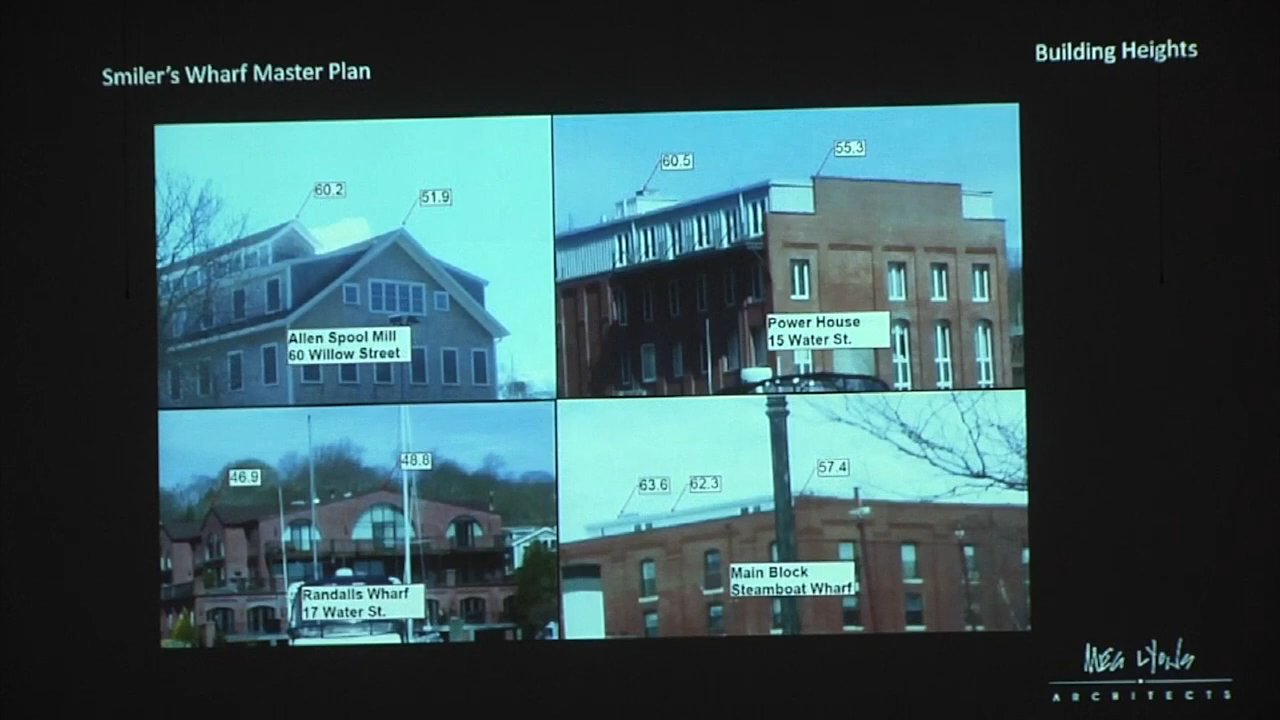 Smiler's Wharf Master Plan
Building Heights
60.2
51.9
Allen Spool Mill
60 Willow Street
60.5
55.3
Power House
15 Water St.
46.9
48.8
Randalls Wharf
17 Water St.
63.6
62.3
57.4
Main Block
Steamboat Wharf
MEG LYONS
ARCHITECTS